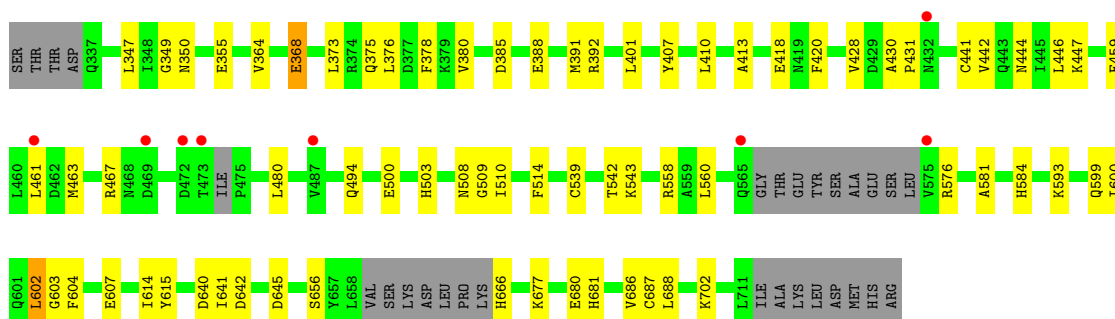 SER THR THR ASP Q337 L347 I348 G349 N350 E355 V364 E368 L373 R374 Q375 L376 D377 F378 K379 V380 D385 E388 M391 R392 L401 Y407 L410 A413 E418 N419 F420 V428 D429 A430 P431 N432 C441 V442 Q443 N444 I445 L446 K447
L460 L461 D462 M463 R467 N468 D469 D472 T473 ILE P475 L480 V487 Q494 E500 H503 N508 G509 I510 F514 C539 T542 K543 R558 A559 L560 Q565 GLY THR GLU TYR SER ALA GLU SER LEU V575 R576 A581 H584 K593 Q599
Q601 L602 G603 F604 E607 I614 Y615 D640 I641 D642 D645 S656 Y657 L658 VAL SER LYS ASP LEU PRO LYS H666 K677 E680 H681 V686 C687 L688 K702 L711 ILE ALA LYS LEU ASP MET HIS ARG